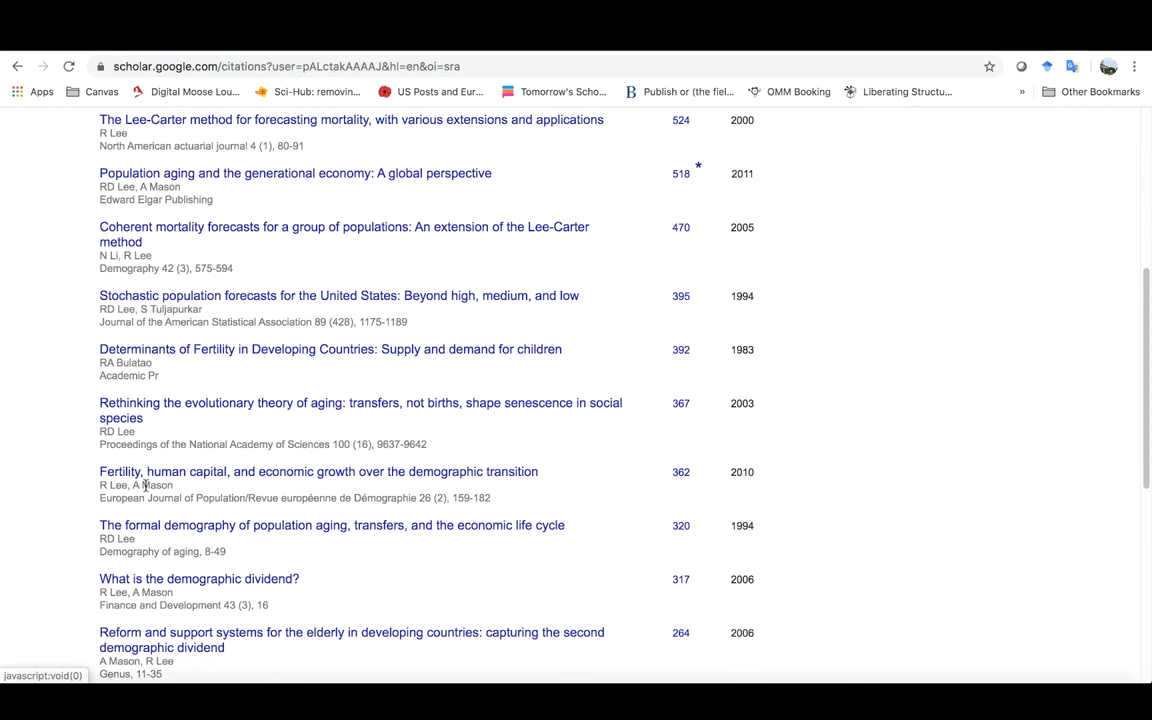 scholar.google.com/citations?user=pALctakAAAAJ&hl=en&oi=sra
Apps Canvas Digital Moose Lou... Sci-Hub: removin... US Posts and Eur... Tomorrow's Scho... B Publish or (the fiel... OMM Booking Liberating Structu... » Other Bookmarks
The Lee-Carter method for forecasting mortality, with various extensions and applications 524 2000
R Lee
North American actuarial journal 4 (1), 80-91
Population aging and the generational economy: A global perspective 518 * 2011
RD Lee, A Mason
Edward Elgar Publishing
Coherent mortality forecasts for a group of populations: An extension of the Lee-Carter 470 2005
method
N Li, R Lee
Demography 42 (3), 575-594
Stochastic population forecasts for the United States: Beyond high, medium, and low 395 1994
RD Lee, S Tuljapurkar
Journal of the American Statistical Association 89 (428), 1175-1189
Determinants of Fertility in Developing Countries: Supply and demand for children 392 1983
RA Bulatao
Academic Pr
Rethinking the evolutionary theory of aging: transfers, not births, shape senescence in social 367 2003
species
RD Lee
Proceedings of the National Academy of Sciences 100 (16), 9637-9642
Fertility, human capital, and economic growth over the demographic transition 362 2010
R Lee, A Mason
European Journal of Population/Revue européenne de Démographie 26 (2), 159-182
The formal demography of population aging, transfers, and the economic life cycle 320 1994
RD Lee
Demography of aging, 8-49
What is the demographic dividend? 317 2006
R Lee, A Mason
Finance and Development 43 (3), 16
Reform and support systems for the elderly in developing countries: capturing the second 264 2006
demographic dividend
A Mason, R Lee
Genus, 11-35
javascript:void(0)